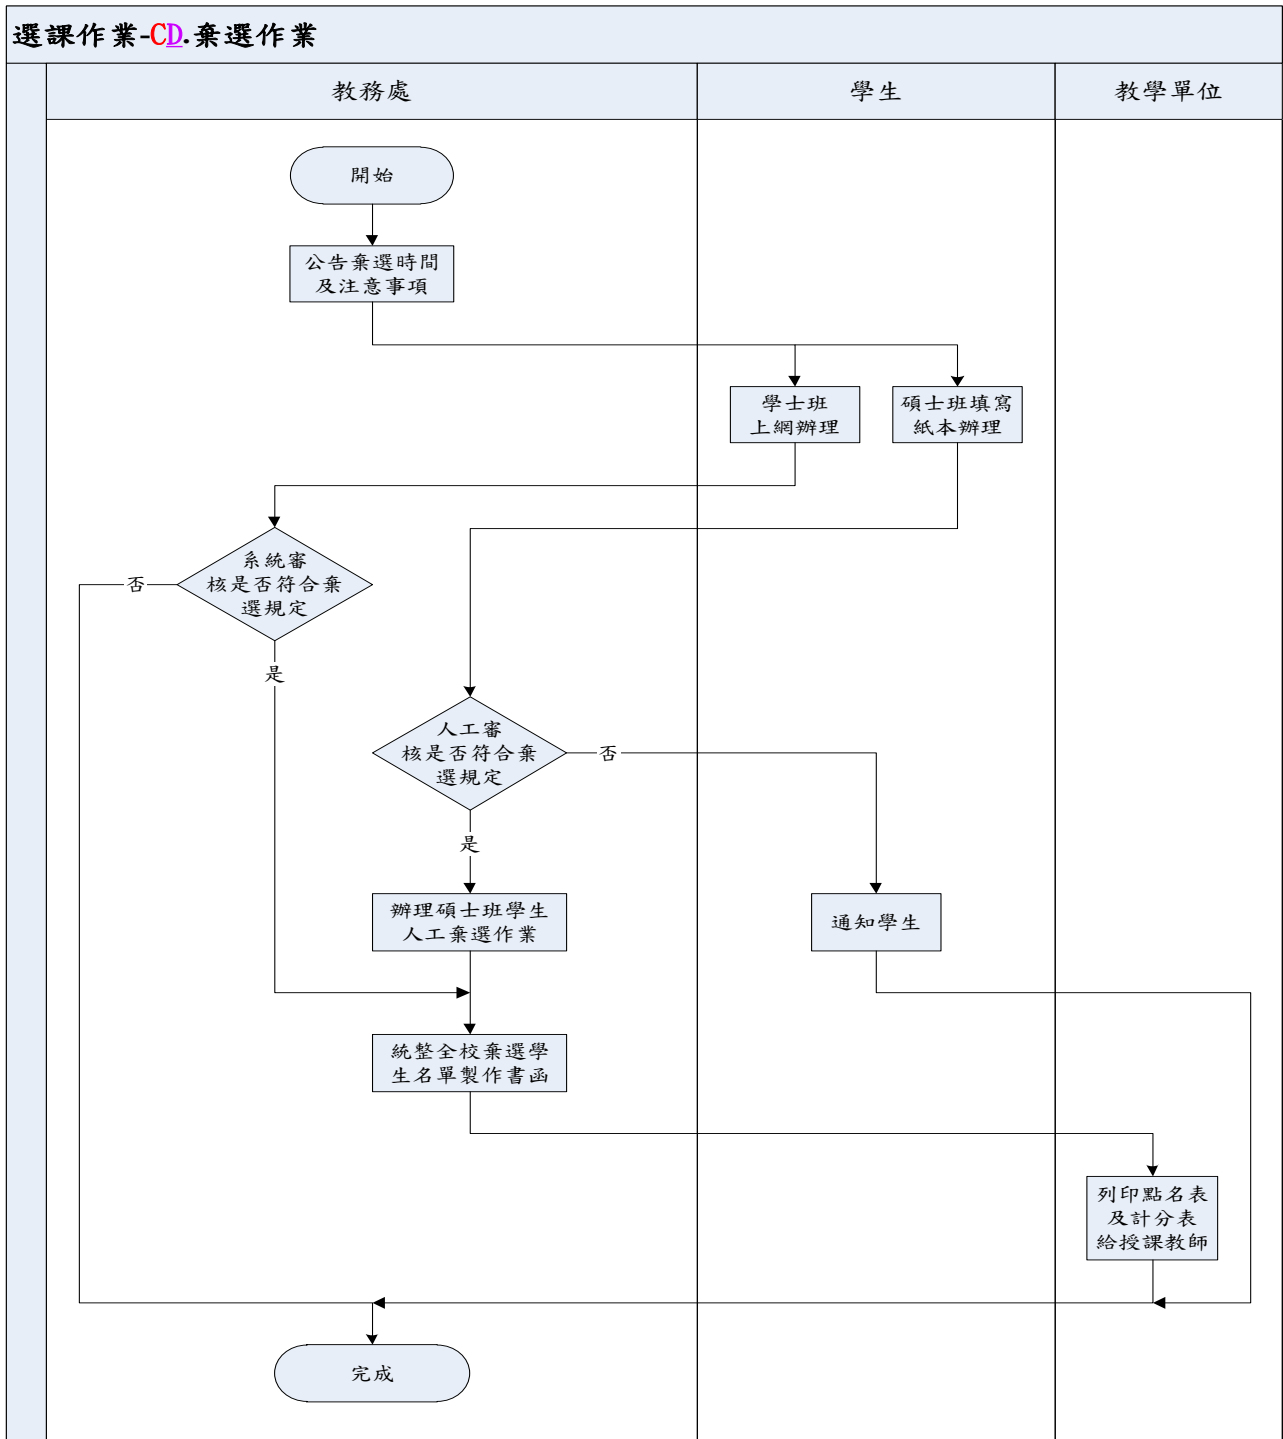 選課作業-CD.棄選作業
教務處
學生
教學單位
開始
公告棄選時間
及注意事項
學士班
上網辦理
碩士班填寫
紙本辦理
系統審
核是否符合棄
選規定
否
是
人工審
核是否符合棄
選規定
否
是
辦理碩士班學生
人工棄選作業
通知學生
統整全校棄選學
生名單製作書函
列印點名表
及計分表
給授課教師
完成